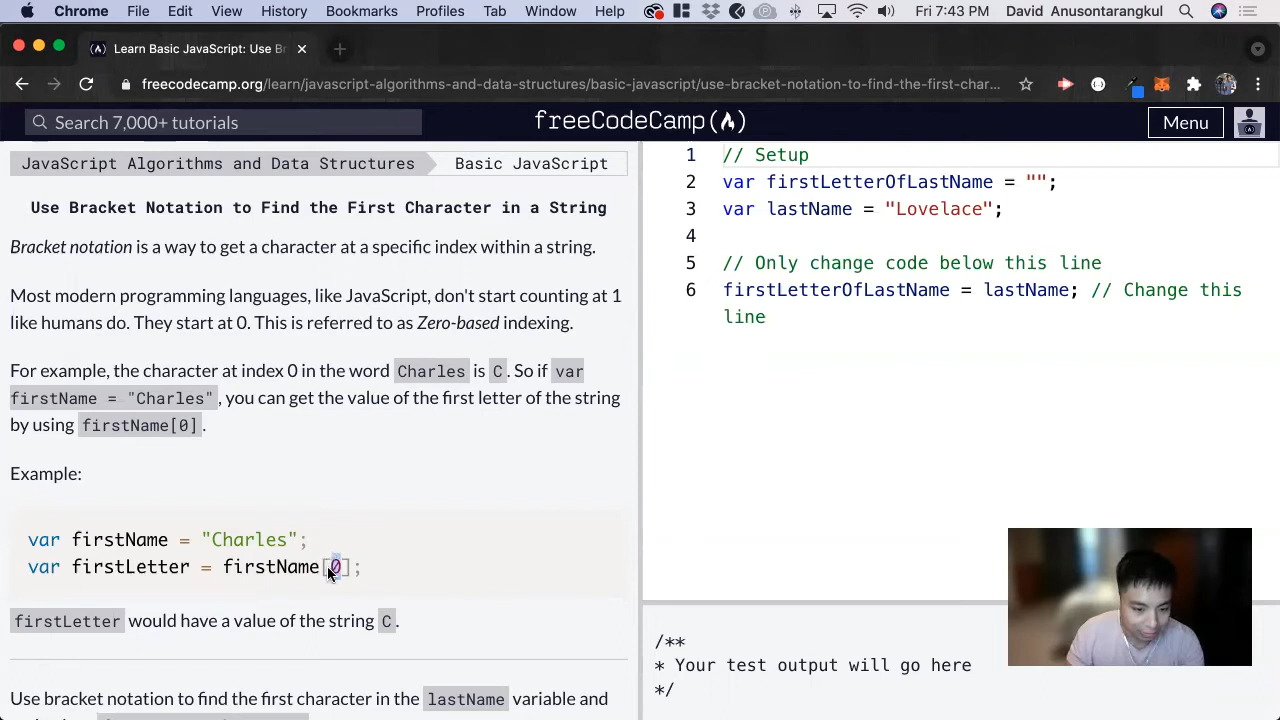 Chrome File Edit View History Bookmarks Profiles Tab Window Help Fri 7:43 PM David Anusontarangkul
Learn Basic JavaScript: Use Br
freecodecamp.org/learn/javascript-algorithms-and-data-structures/basic-javascript/use-bracket-notation-to-find-the-first-char...
Search 7,000+ tutorials
freeCodeCamp(🔥)
Menu
JavaScript Algorithms and Data Structures Basic JavaScript
Use Bracket Notation to Find the First Character in a String
Bracket notation is a way to get a character at a specific index within a string.
Most modern programming languages, like JavaScript, don't start counting at 1
like humans do. They start at 0. This is referred to as Zero-based indexing.
For example, the character at index 0 in the word Charles is C. So if var
firstName = "Charles", you can get the value of the first letter of the string
by using firstName[0].
Example:
var firstName = "Charles";
var firstLetter = firstName[0];
firstLetter would have a value of the string C.
Use bracket notation to find the first character in the lastName variable and
1 // Setup
2 var firstLetterOfLastName = "";
3 var lastName = "Lovelace";
4
5 // Only change code below this line
6 firstLetterOfLastName = lastName; // Change this
line
/**
* Your test output will go here
*/